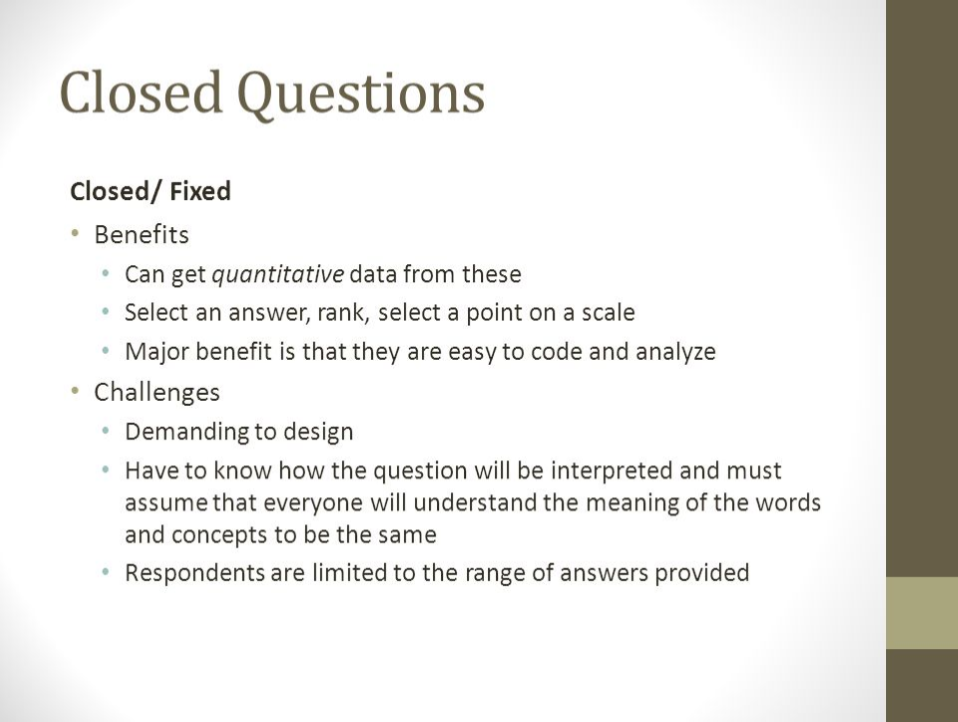 Closed Questions
Closed/ Fixed
• Benefits
• Can get quantitative data from these
• Select an answer, rank, select a point on a scale
• Major benefit is that they are easy to code and analyze
• Challenges
• Demanding to design
• Have to know how the question will be interpreted and must
assume that everyone will understand the meaning of the words
and concepts to be the same
• Respondents are limited to the range of answers provided